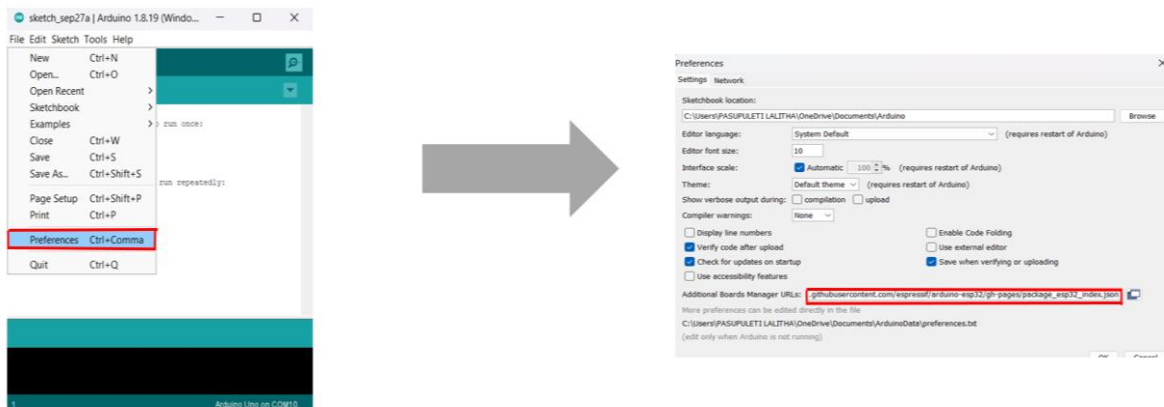 sketch_sep27a | Arduino 1.8.19 (Windo...
File Edit Sketch Tools Help
New Ctrl+N
Open... Ctrl+O
Open Recent
Sketchbook
Examples
Close Ctrl+W
Save Ctrl+S
Save As... Ctrl+Shift+S
Page Setup Ctrl+Shift+P
Print Ctrl+P
Preferences Ctrl+Comma
Quit Ctrl+Q
run once:
run repeatedly:
1 Arduino Uno on COM10
Preferences
Settings Network
Sketchbook location:
C:\Users\PASUPULETI LALITHA\OneDrive\Documents\Arduino Browse
Editor language: System Default (requires restart of Arduino)
Editor font size: 10
Interface scale: Automatic 100 % (requires restart of Arduino)
Theme: Default theme (requires restart of Arduino)
Show verbose output during: compilation upload
Compiler warnings: None
Display line numbers Enable Code Folding
Verify code after upload Use external editor
Check for updates on startup Save when verifying or uploading
Use accessibility features
Additional Boards Manager URLs: .githubusercontent.com/espressif/arduino-esp32/gh-pages/package_esp32_index.json
More preferences can be edited directly in the file
C:\Users\PASUPULETI LALITHA\OneDrive\Documents\ArduinoData\preferences.txt
(edit only when Arduino is not running)
OK Cancel